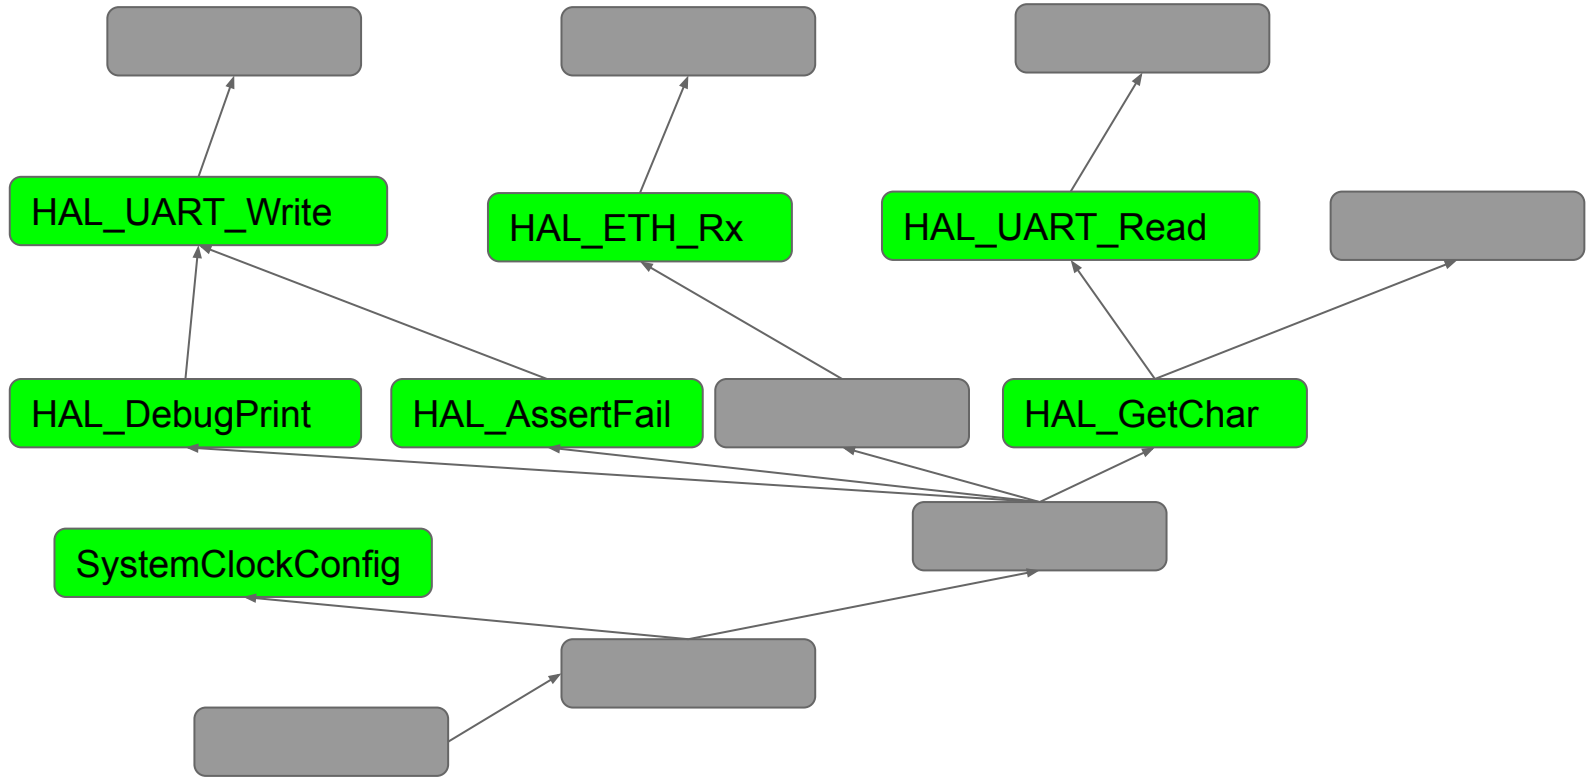 HAL_UART_Write
HAL_ETH_Rx
HAL_UART_Read
HAL_DebugPrint
HAL_AssertFail
HAL_GetChar
SystemClockConfig